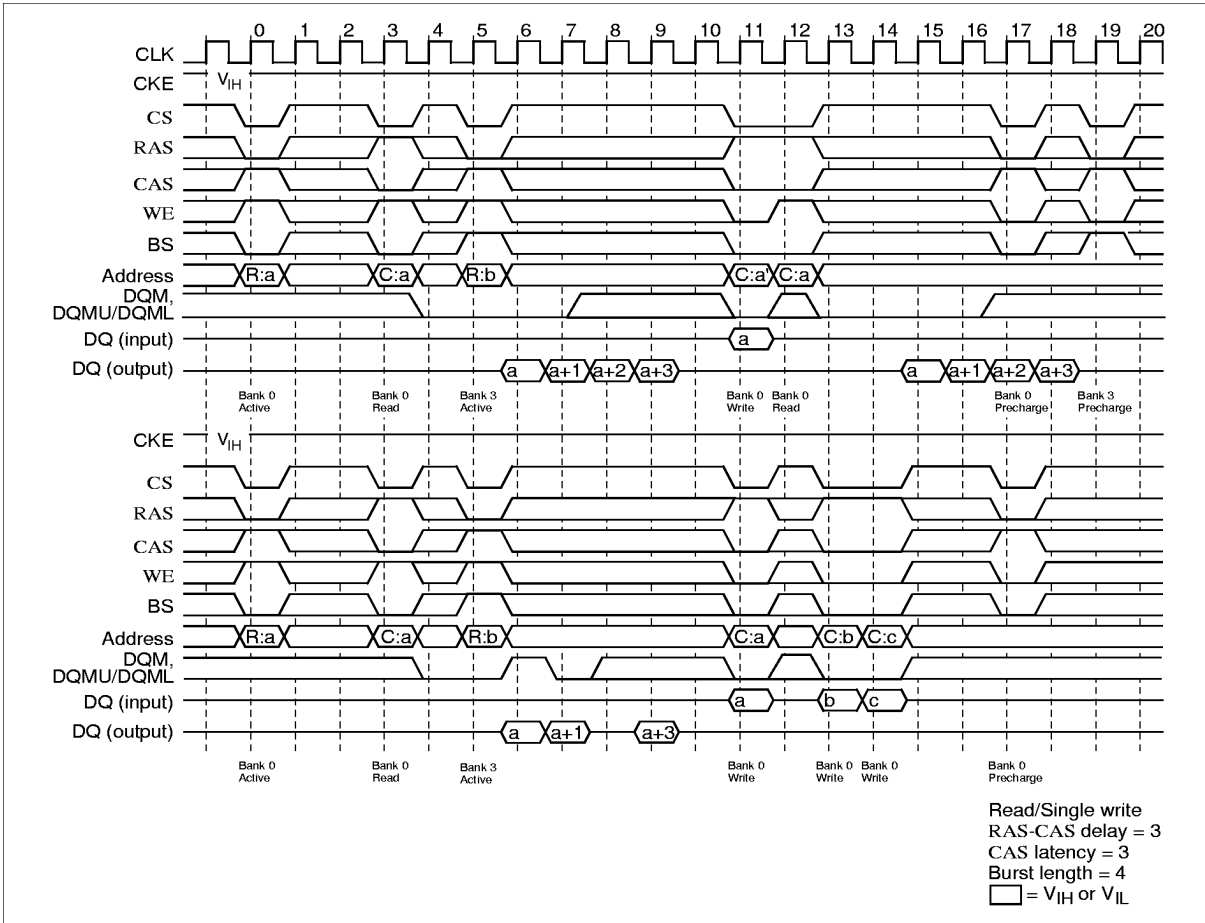 0 1 2 3 4 5 6 7 8 9 10 11 12 13 14 15 16 17 18 19 20
CLK
CKE VIH
CS
RAS
CAS
WE
BS
Address R:a C:a R:b C:a' C:a
DQM,
DQMU/DQML
DQ (input) a
DQ (output) a a+1 a+2 a+3 a a+1 a+2 a+3
Bank 0 Bank 0 Bank 3 Bank 0 Bank 0 Bank 0 Bank 3
Active Read Active Write Read Precharge Precharge
CKE VIH
CS
RAS
CAS
WE
BS
Address R:a C:a R:b C:a C:b C:c
DQM,
DQMU/DQML
DQ (input) a b c
DQ (output) a a+1 a+3
Bank 0 Bank 0 Bank 3 Bank 0 Bank 0 Bank 0 Bank 0
Active Read Active Write Write Write Precharge
Read/Single write
RAS-CAS delay = 3
CAS latency = 3
Burst length = 4
= VIH or VIL